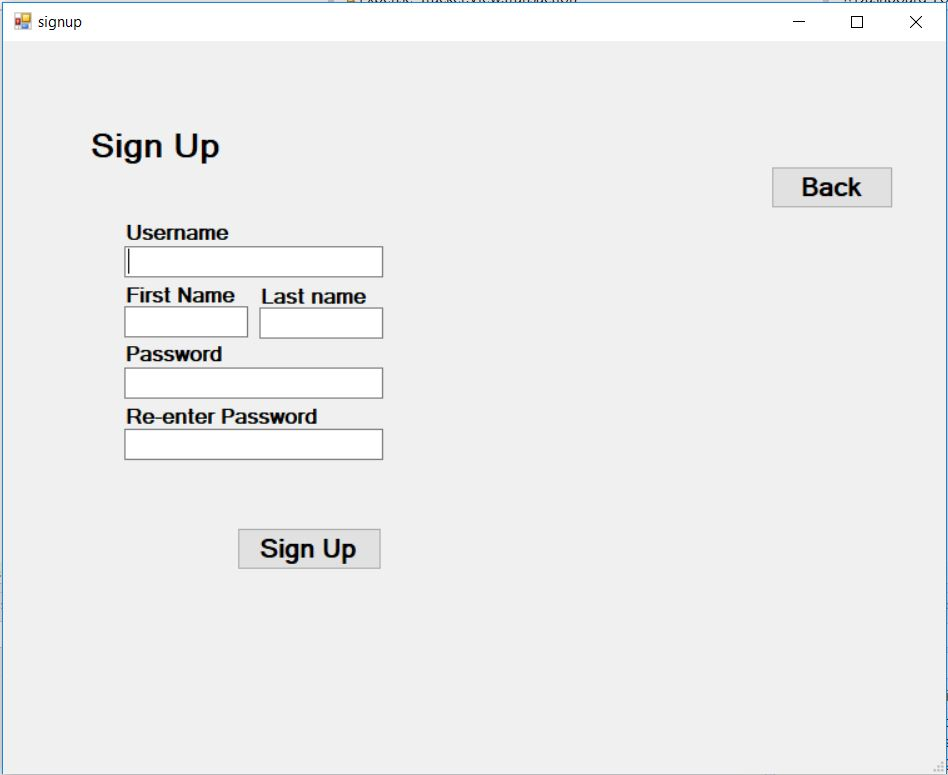 signup
Sign Up
Back
Username
First Name Last name
Password
Re-enter Password
Sign Up